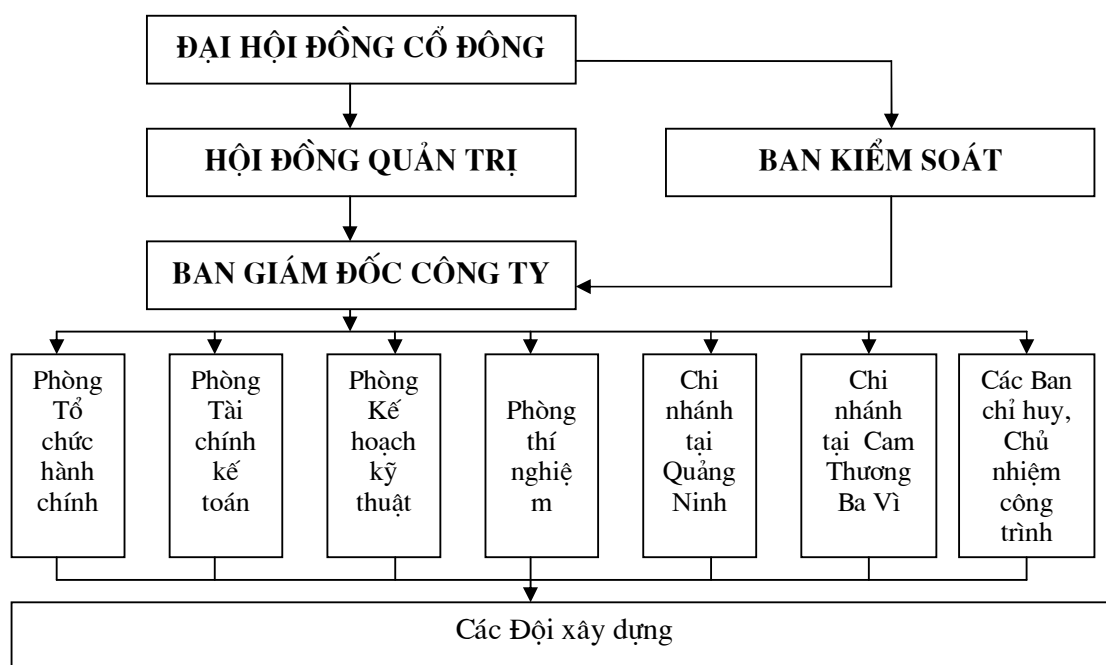 ĐẠI HỘI ĐỒNG CỔ ĐÔNG
HỘI ĐỒNG QUẢN TRỊ
BAN KIỂM SOÁT
BAN GIÁM ĐỐC CÔNG TY
Phòng
Tổ
chức
hành
chính
Phòng
Tài
chính
kế
toán
Phòng
Kế
hoạch
kỹ
thuật
Phòng
thí
nghiệ
m
Chi
nhánh
tại
Quảng
Ninh
Chi
nhánh
tại Cam
Thương
Ba Vì
Các Ban
chỉ huy,
Chủ
nhiệm
công
trình
Các Đội xây dựng